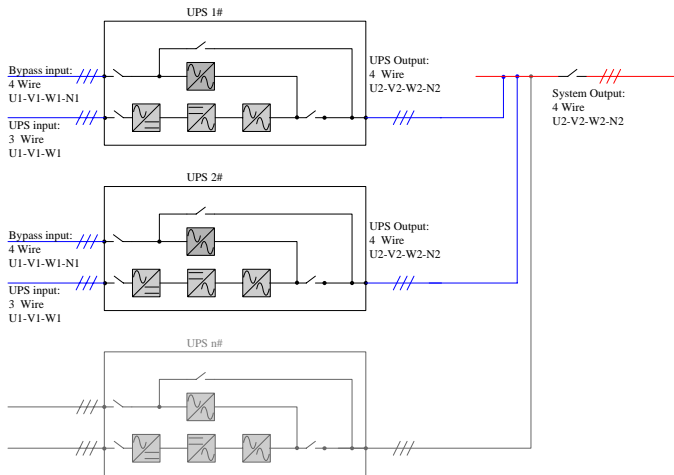 UPS 1#
Bypass input:
4 Wire
U1-V1-W1-N1
UPS input:
3 Wire
U1-V1-W1
UPS Output:
4 Wire
U2-V2-W2-N2
System Output:
4 Wire
U2-V2-W2-N2
UPS 2#
Bypass input:
4 Wire
U1-V1-W1-N1
UPS input:
3 Wire
U1-V1-W1
UPS Output:
4 Wire
U2-V2-W2-N2
UPS n#